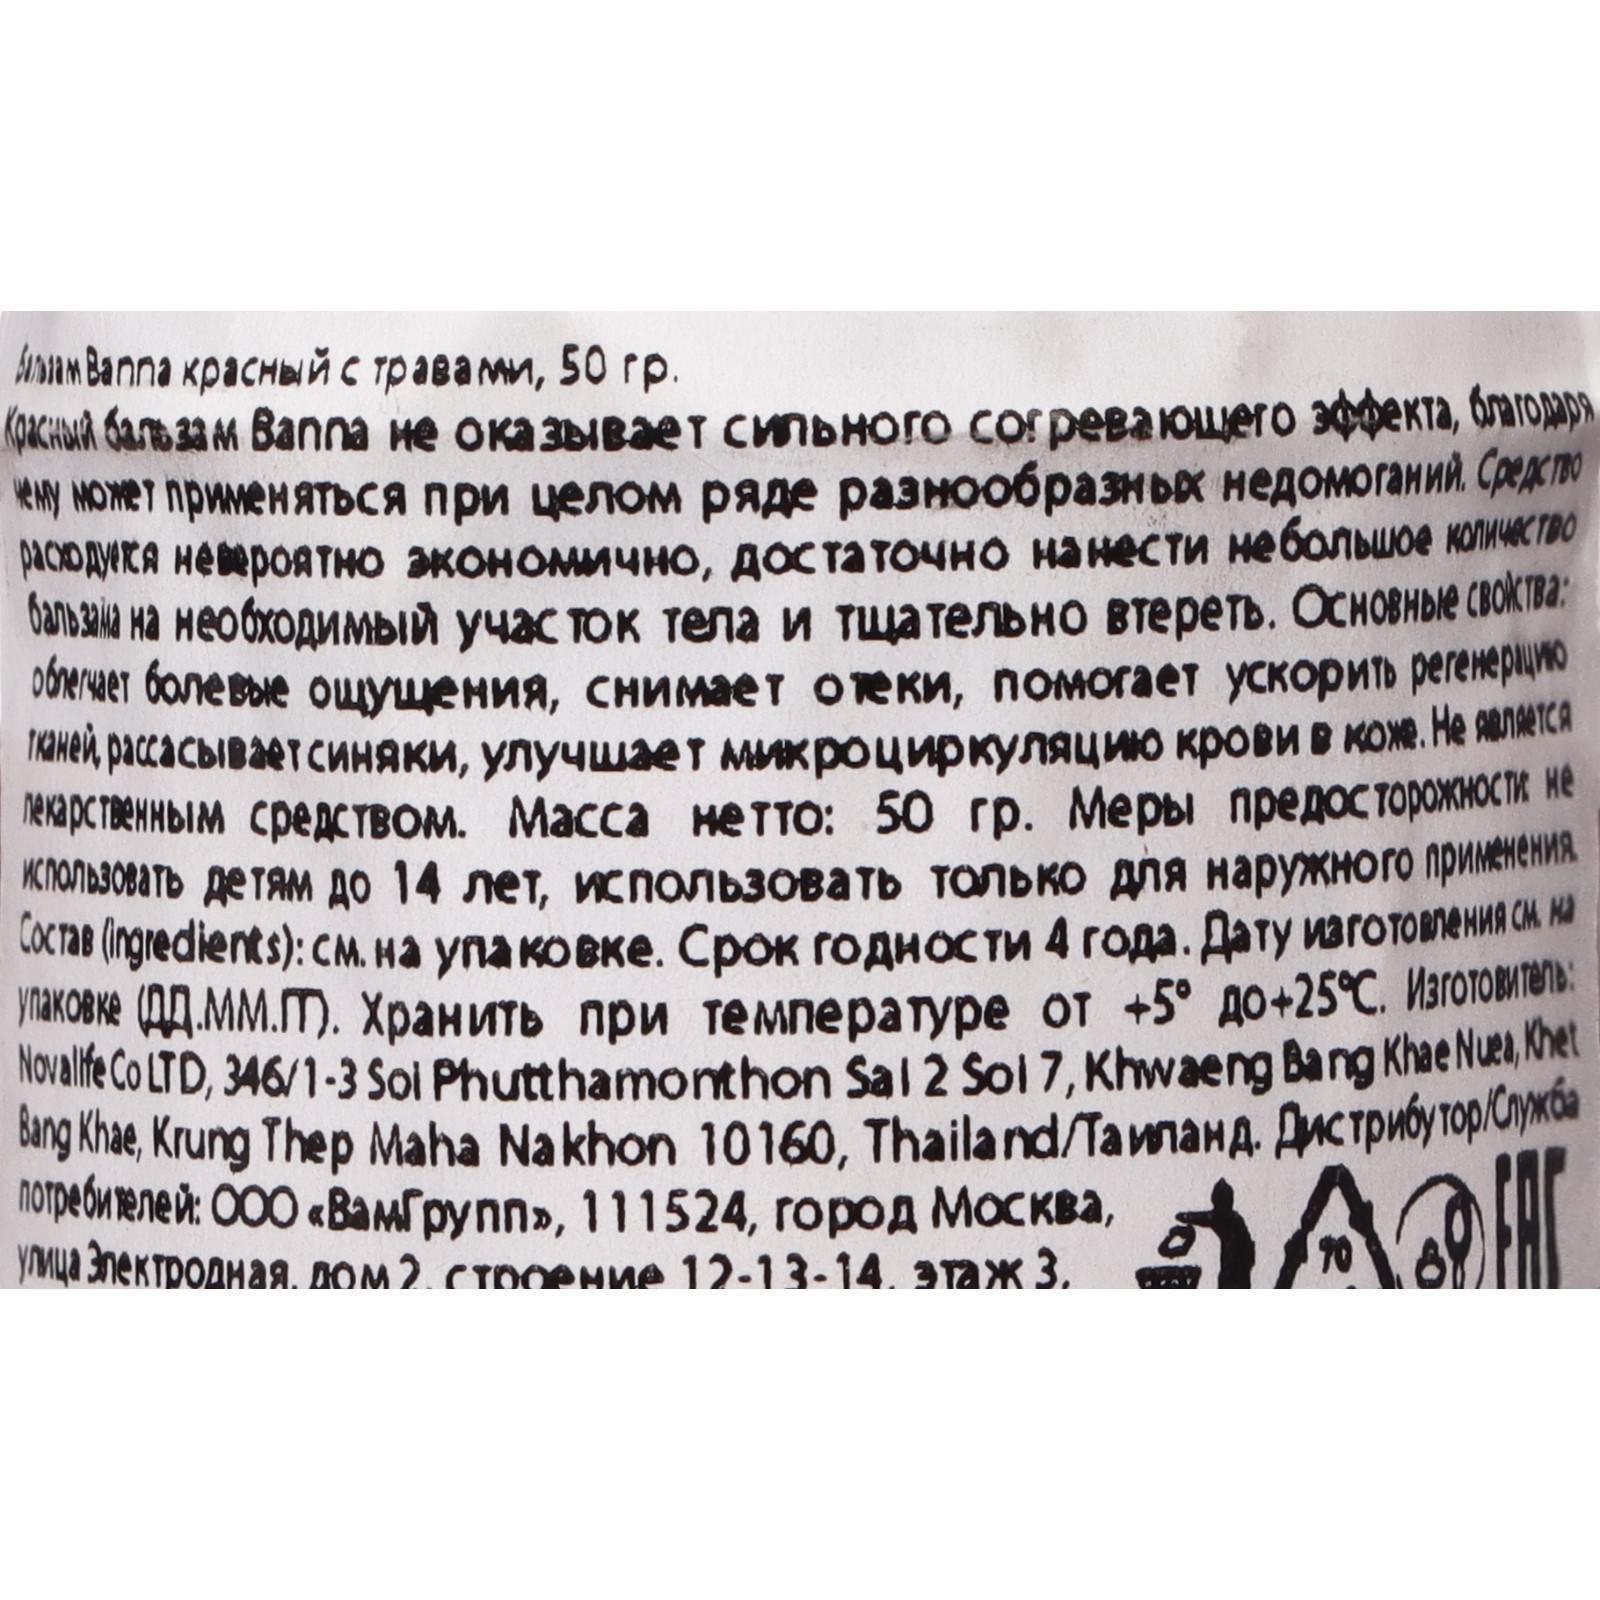 Бальзам Banna красный с травами, 50 гр.
Красный бальзам Banna не оказывает сильного согревающего эффекта, благодаря
чему может применяться при целом ряде разнообразных недомоганий. Средство
расходуется невероятно экономично, достаточно нанести небольшое количество
бальзама на необходимый участок тела и тщательно втереть. Основные свойства:
облегчает болевые ощущения, снимает отеки, помогает ускорить регенерацию
тканей, рассасывает синяки, улучшает микроциркуляцию крови в коже. Не является
лекарственным средством. Масса нетто: 50 гр. Меры предосторожности: не
использовать детям до 14 лет, использовать только для наружного применения.
Состав (ingredients): см. на упаковке. Срок годности 4 года. Дату изготовления см. на
упаковке (ДД.ММ.ГГ). Хранить при температуре от +5° до+25°С. Изготовитель:
Novalife Co LTD, 346/1-3 Soi Phutthamonthon Sai 2 Soi 7, Khwaeng Bang Khae Nuea, Khet
Bang Khae, Krung Thep Maha Nakhon 10160, Thailand/Таиланд. Дистрибутор/Служба
потребителей: ООО «ВамГрупп», 111524, город Москва,
улица Электродная, дом 2, строение 12-13-14, этаж 3,
70
EAC